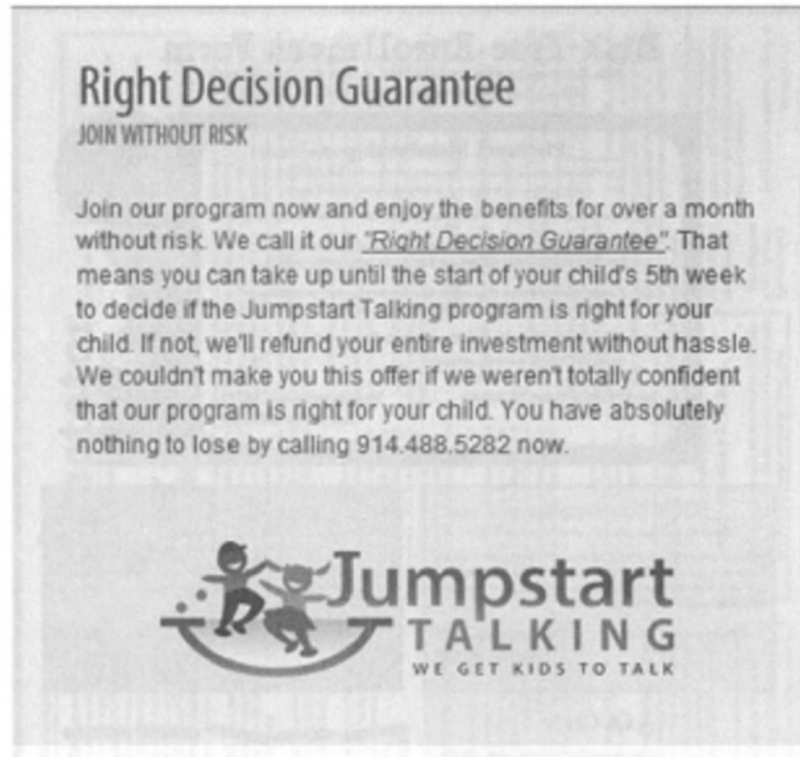 Right Decision Guarantee
JOIN WITHOUT RISK
Join our program now and enjoy the benefits for over a month
without risk. We call it our "Right Decision Guarantee". That
means you can take up until the start of your child's 5th week
to decide if the Jumpstart Talking program is right for your
child. If not, we'll refund your entire investment without hassle.
We couldn't make you this offer if we weren't totally confident
that our program is right for your child. You have absolutely
nothing to lose by calling 914.488.5282 now.
Jumpstart
TALKING
WE GET KIDS TO TALK